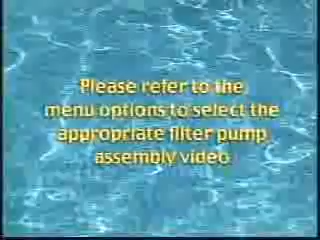 Please refer to the
menu options to select the
appropriate filter pump
assembly video